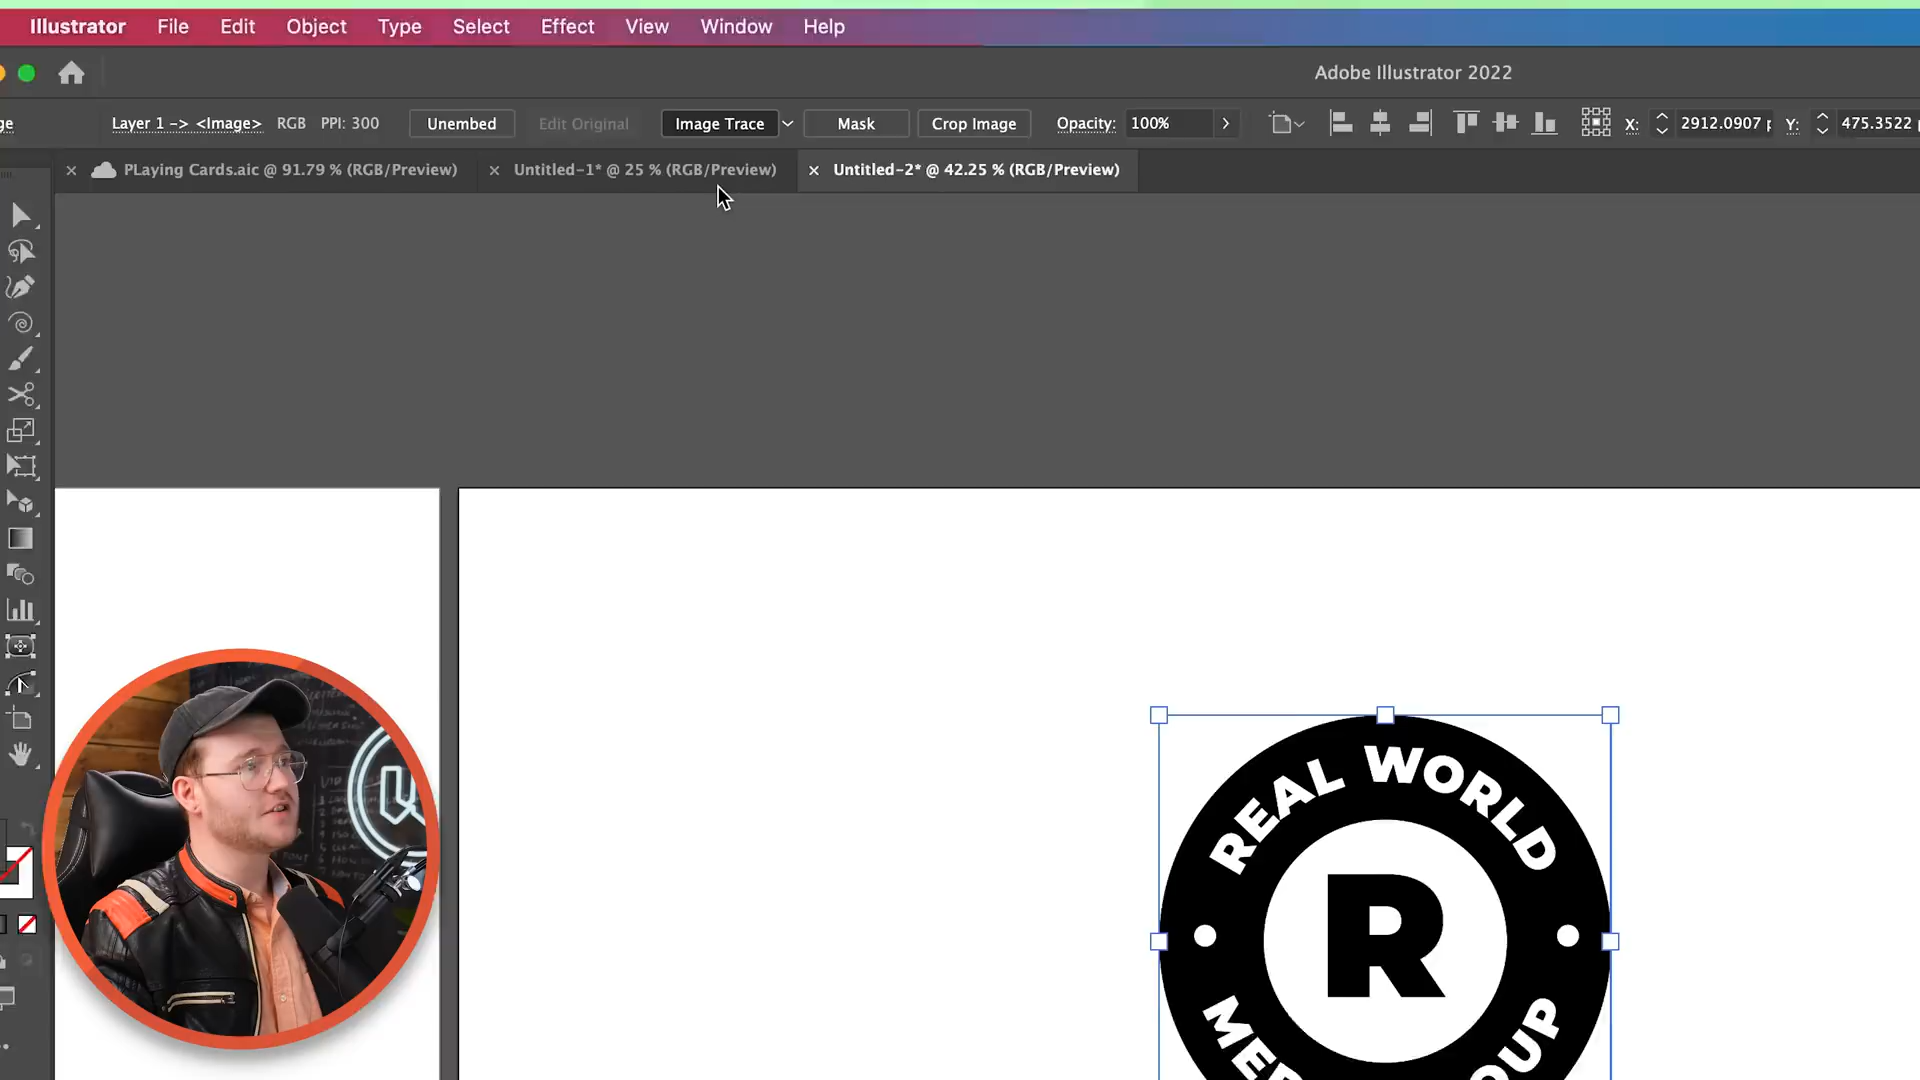 Illustrator File Edit Object Type Select Effect View Window Help
Adobe Illustrator 2022
ge Layer 1 -> <Image> RGB PPI: 300 Unembed Edit Original Image Trace Mask Crop Image Opacity: 100% X: 2912.0907 p Y: 475.3522
× PLaying Cards.aic @ 91.79 % (RGB/Preview) × Untitled-1* @ 25 % (RGB/Preview) × Untitled-2* @ 42.25 % (RGB/Preview)
REAL WORLD
R